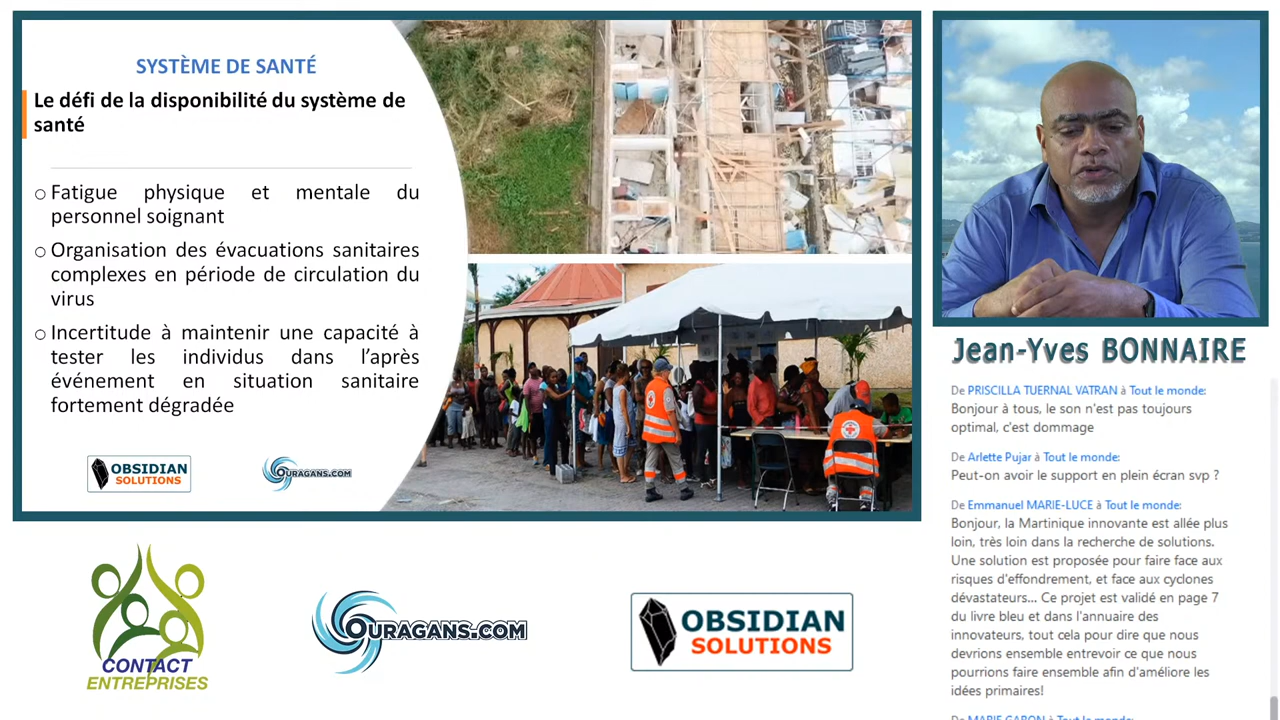 SYSTÈME DE SANTÉ
Le défi de la disponibilité du système de
santé
o Fatigue physique et mentale du
personnel soignant
o Organisation des évacuations sanitaires
complexes en période de circulation du
virus
o Incertitude à maintenir une capacité à
tester les individus dans l’après
événement en situation sanitaire
fortement dégradée
OBSIDIAN
SOLUTIONS
OURAGANS.COM
Jean-Yves BONNAIRE
De PRISCILLA TUERNAL VATRAN à Tout le monde:
Bonjour à tous, le son n'est pas toujours
optimal, c'est dommage
De Arlette Pujar à Tout le monde:
Peut-on avoir le support en plein écran svp ?
De Emmanuel MARIE-LUCE à Tout le monde:
Bonjour, la Martinique innovante est allée plus
loin, très loin dans la recherche de solutions.
Une solution est proposée pour faire face aux
risques d'effondrement, et face aux cyclones
dévastateurs... Ce projet est validé en page 7
du livre bleu et dans l'annuaire des
innovateurs, tout cela pour dire que nous
devrions ensemble entrevoir ce que nous
pourrions faire ensemble afin d'améliore les
idées primaires!
De MARIE GABON à Tout le monde:
CONTACT
ENTREPRISES
OURAGANS.COM
OBSIDIAN
SOLUTIONS